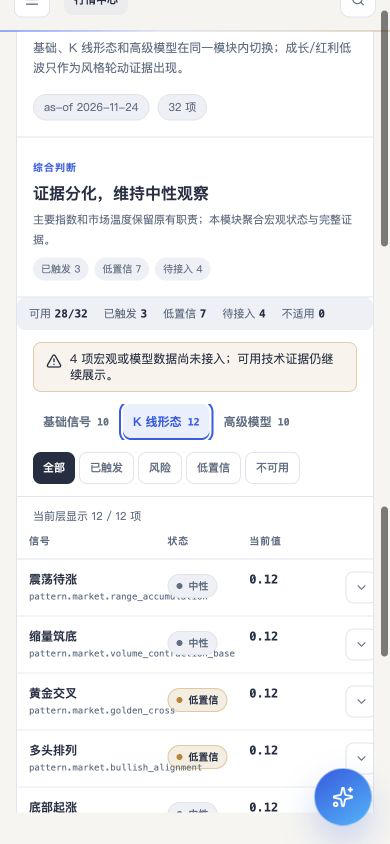 行情中心
基础、K 线形态和高级模型在同一模块内切换；成长/红利低
波只作为风格轮动证据出现。
as-of 2026-11-24 32 项
综合判断
证据分化，维持中性观察
主要指数和市场温度保留原有职责；本模块聚合宏观状态与完整证
据。
已触发 3 低置信 7 待接入 4
可用 28/32 已触发 3 低置信 7 待接入 4 不适用 0
4 项宏观或模型数据尚未接入；可用技术证据仍继
续展示。
基础信号 10 K 线形态 12 高级模型 10
全部 已触发 风险 低置信 不可用
当前层显示 12 / 12 项
信号 状态 当前值
震荡待涨 中性 0.12
pattern.market.range_accumulation
缩量筑底 中性 0.12
pattern.market.volume_contraction_base
黄金交叉 低置信 0.12
pattern.market.golden_cross
多头排列 低置信 0.12
pattern.market.bullish_alignment
底部起涨 中性 0.12